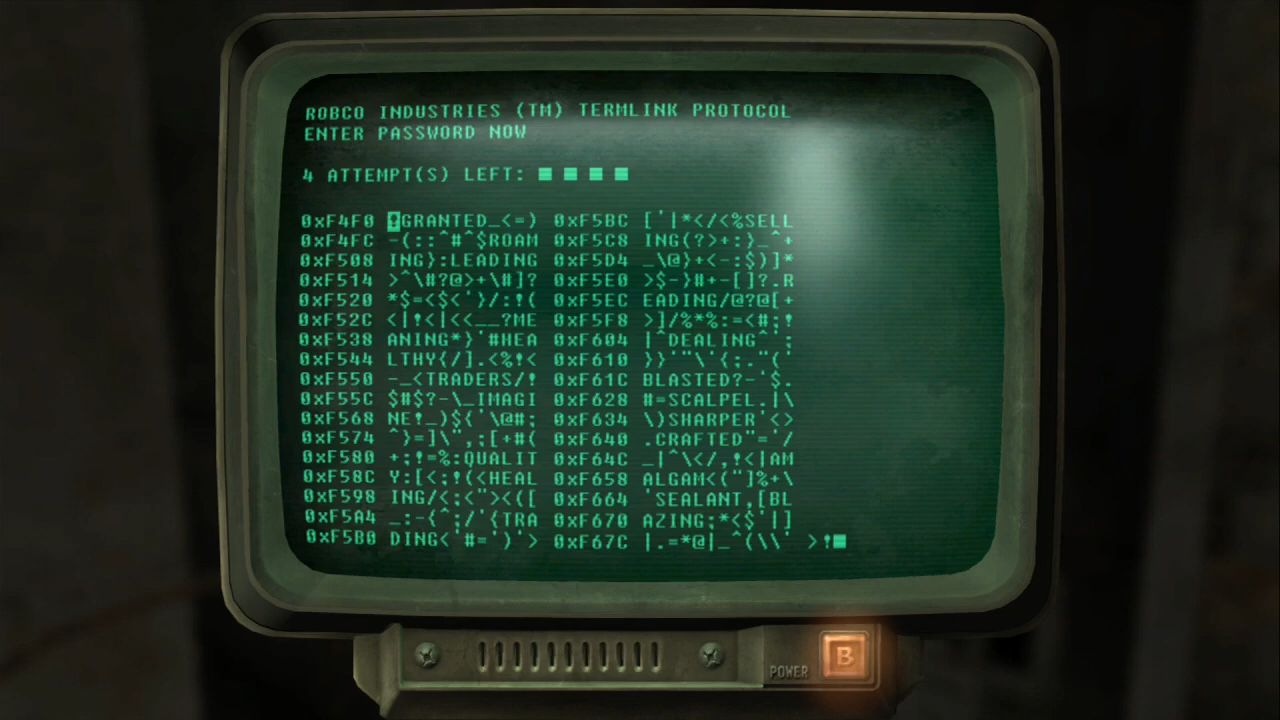 ROBCO INDUSTRIES (TM) TERMLINK PROTOCOL
ENTER PASSWORD NOW
4 ATTEMPT(S) LEFT: ■ ■ ■ ■
0xF4F0 !GRANTED_<=) 0xF5BC ['|*</<%SELL
0xF4FC -(::^#^$ROAM 0xF5C8 ING(?>+:}_^+
0xF508 ING}:LEADING 0xF5D4 _\@}+<-:$)]*
0xF514 >^\#?@>+\#]? 0xF5E0 >$-}#+-[]?.R
0xF520 *$=<$<'}/:!( 0xF5EC EADING/@?@[+
0xF52C <|!<|<<__?ME 0xF5F8 >]/%*%:=<#;!
0xF538 ANING*}'#HEA 0xF604 |^DEALING^';
0xF544 LTHY{/].<%!< 0xF610 }}'"\'{;."('
0xF550 -_<TRADERS/! 0xF61C BLASTED?-'$.
0xF55C $#$?-\_IMAGI 0xF628 #=SCALPEL.|\
0xF568 NE!_)${'\@#; 0xF634 \)SHARPER'<>
0xF574 ^}=]\",:[+#( 0xF640 .CRAFTED"='/
0xF580 +;!=%:QUALIT 0xF64C _|^\</,!<|AM
0xF58C Y:[<;!(<HEAL 0xF658 ALGAM<("]%+\
0xF598 ING/<:<"><([ 0xF664 'SEALANT,[BL
0xF5A4 _:-{^;/'{TRA 0xF670 AZING;*<$'|]
0xF5B0 DING<'#=')'> 0xF67C |.=*@|_^(\\' >!■
POWER
B